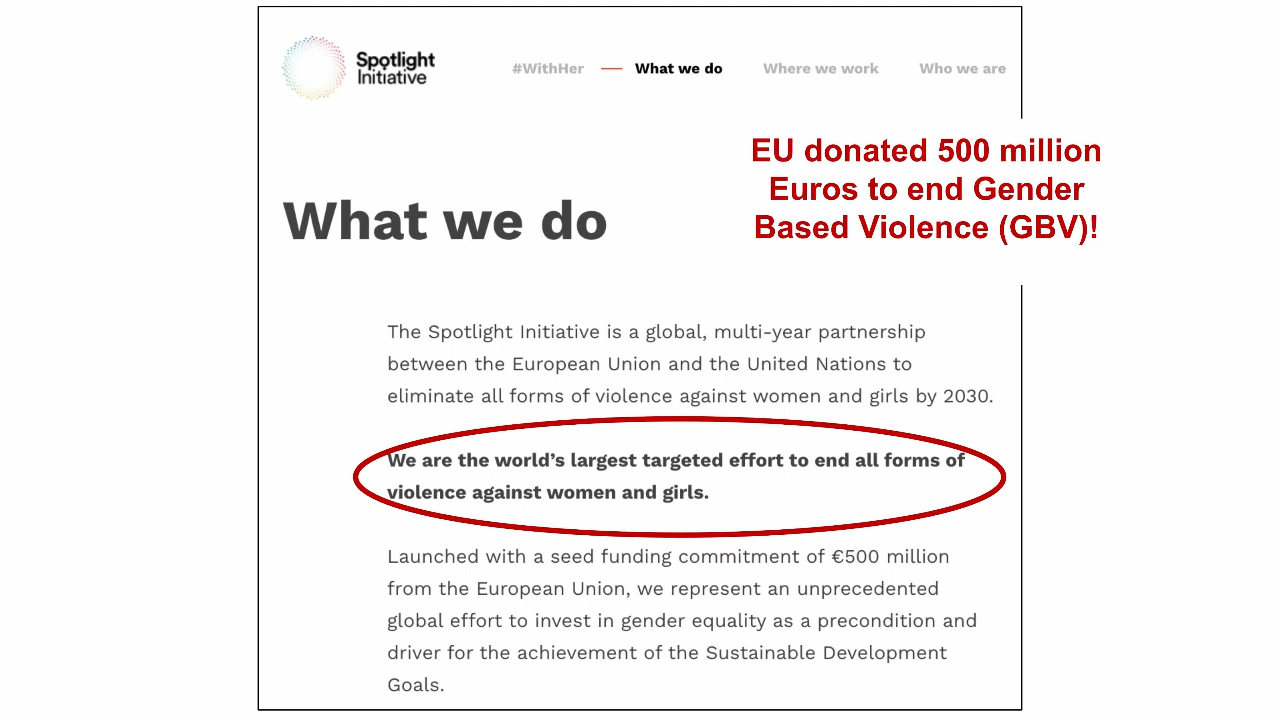 Spotlight
Initiative
#WithHer — What we do Where we work Who we are
EU donated 500 million
Euros to end Gender
Based Violence (GBV)!
What we do
The Spotlight Initiative is a global, multi-year partnership
between the European Union and the United Nations to
eliminate all forms of violence against women and girls by 2030.
We are the world’s largest targeted effort to end all forms of
violence against women and girls.
Launched with a seed funding commitment of €500 million
from the European Union, we represent an unprecedented
global effort to invest in gender equality as a precondition and
driver for the achievement of the Sustainable Development
Goals.